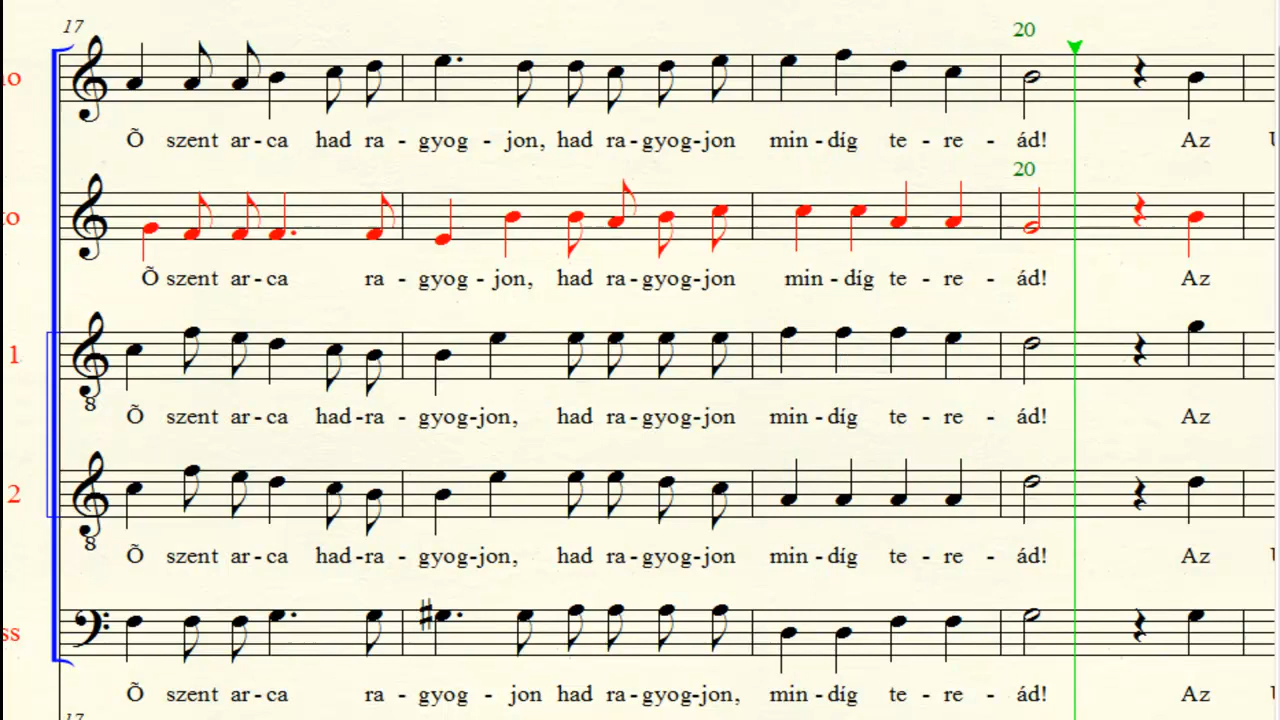 17
20
o
Õ szent ar - ca had ra - gyog - jon, had ra - gyog - jon min - díg te - re - ád! Az
20
to
Õ szent ar - ca ra - gyog - jon, had ra - gyog - jon min - díg te - re - ád! Az
1
8
Õ szent ar - ca had - ra - gyog - jon, had ra - gyog - jon min - díg te - re - ád! Az
2
8
Õ szent ar - ca had - ra - gyog - jon, had ra - gyog - jon min - díg te - re - ád! Az
ss
Õ szent ar - ca ra - gyog - jon had ra - gyog - jon, min - díg te - re - ád! Az
17